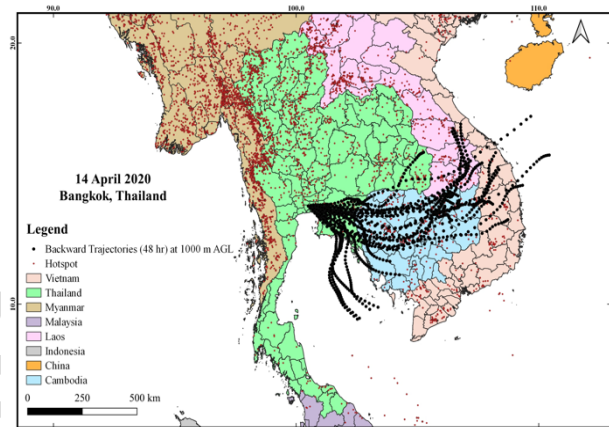 90.0
100.0
110.0
20.0
10.0
14 April 2020
Bangkok, Thailand
Legend
Backward Trajectories (48 hr) at 1000 m AGL
Hotspot
Vietnam
Thailand
Myanmar
Malaysia
Laos
Indonesia
China
Cambodia
0 250 500 km